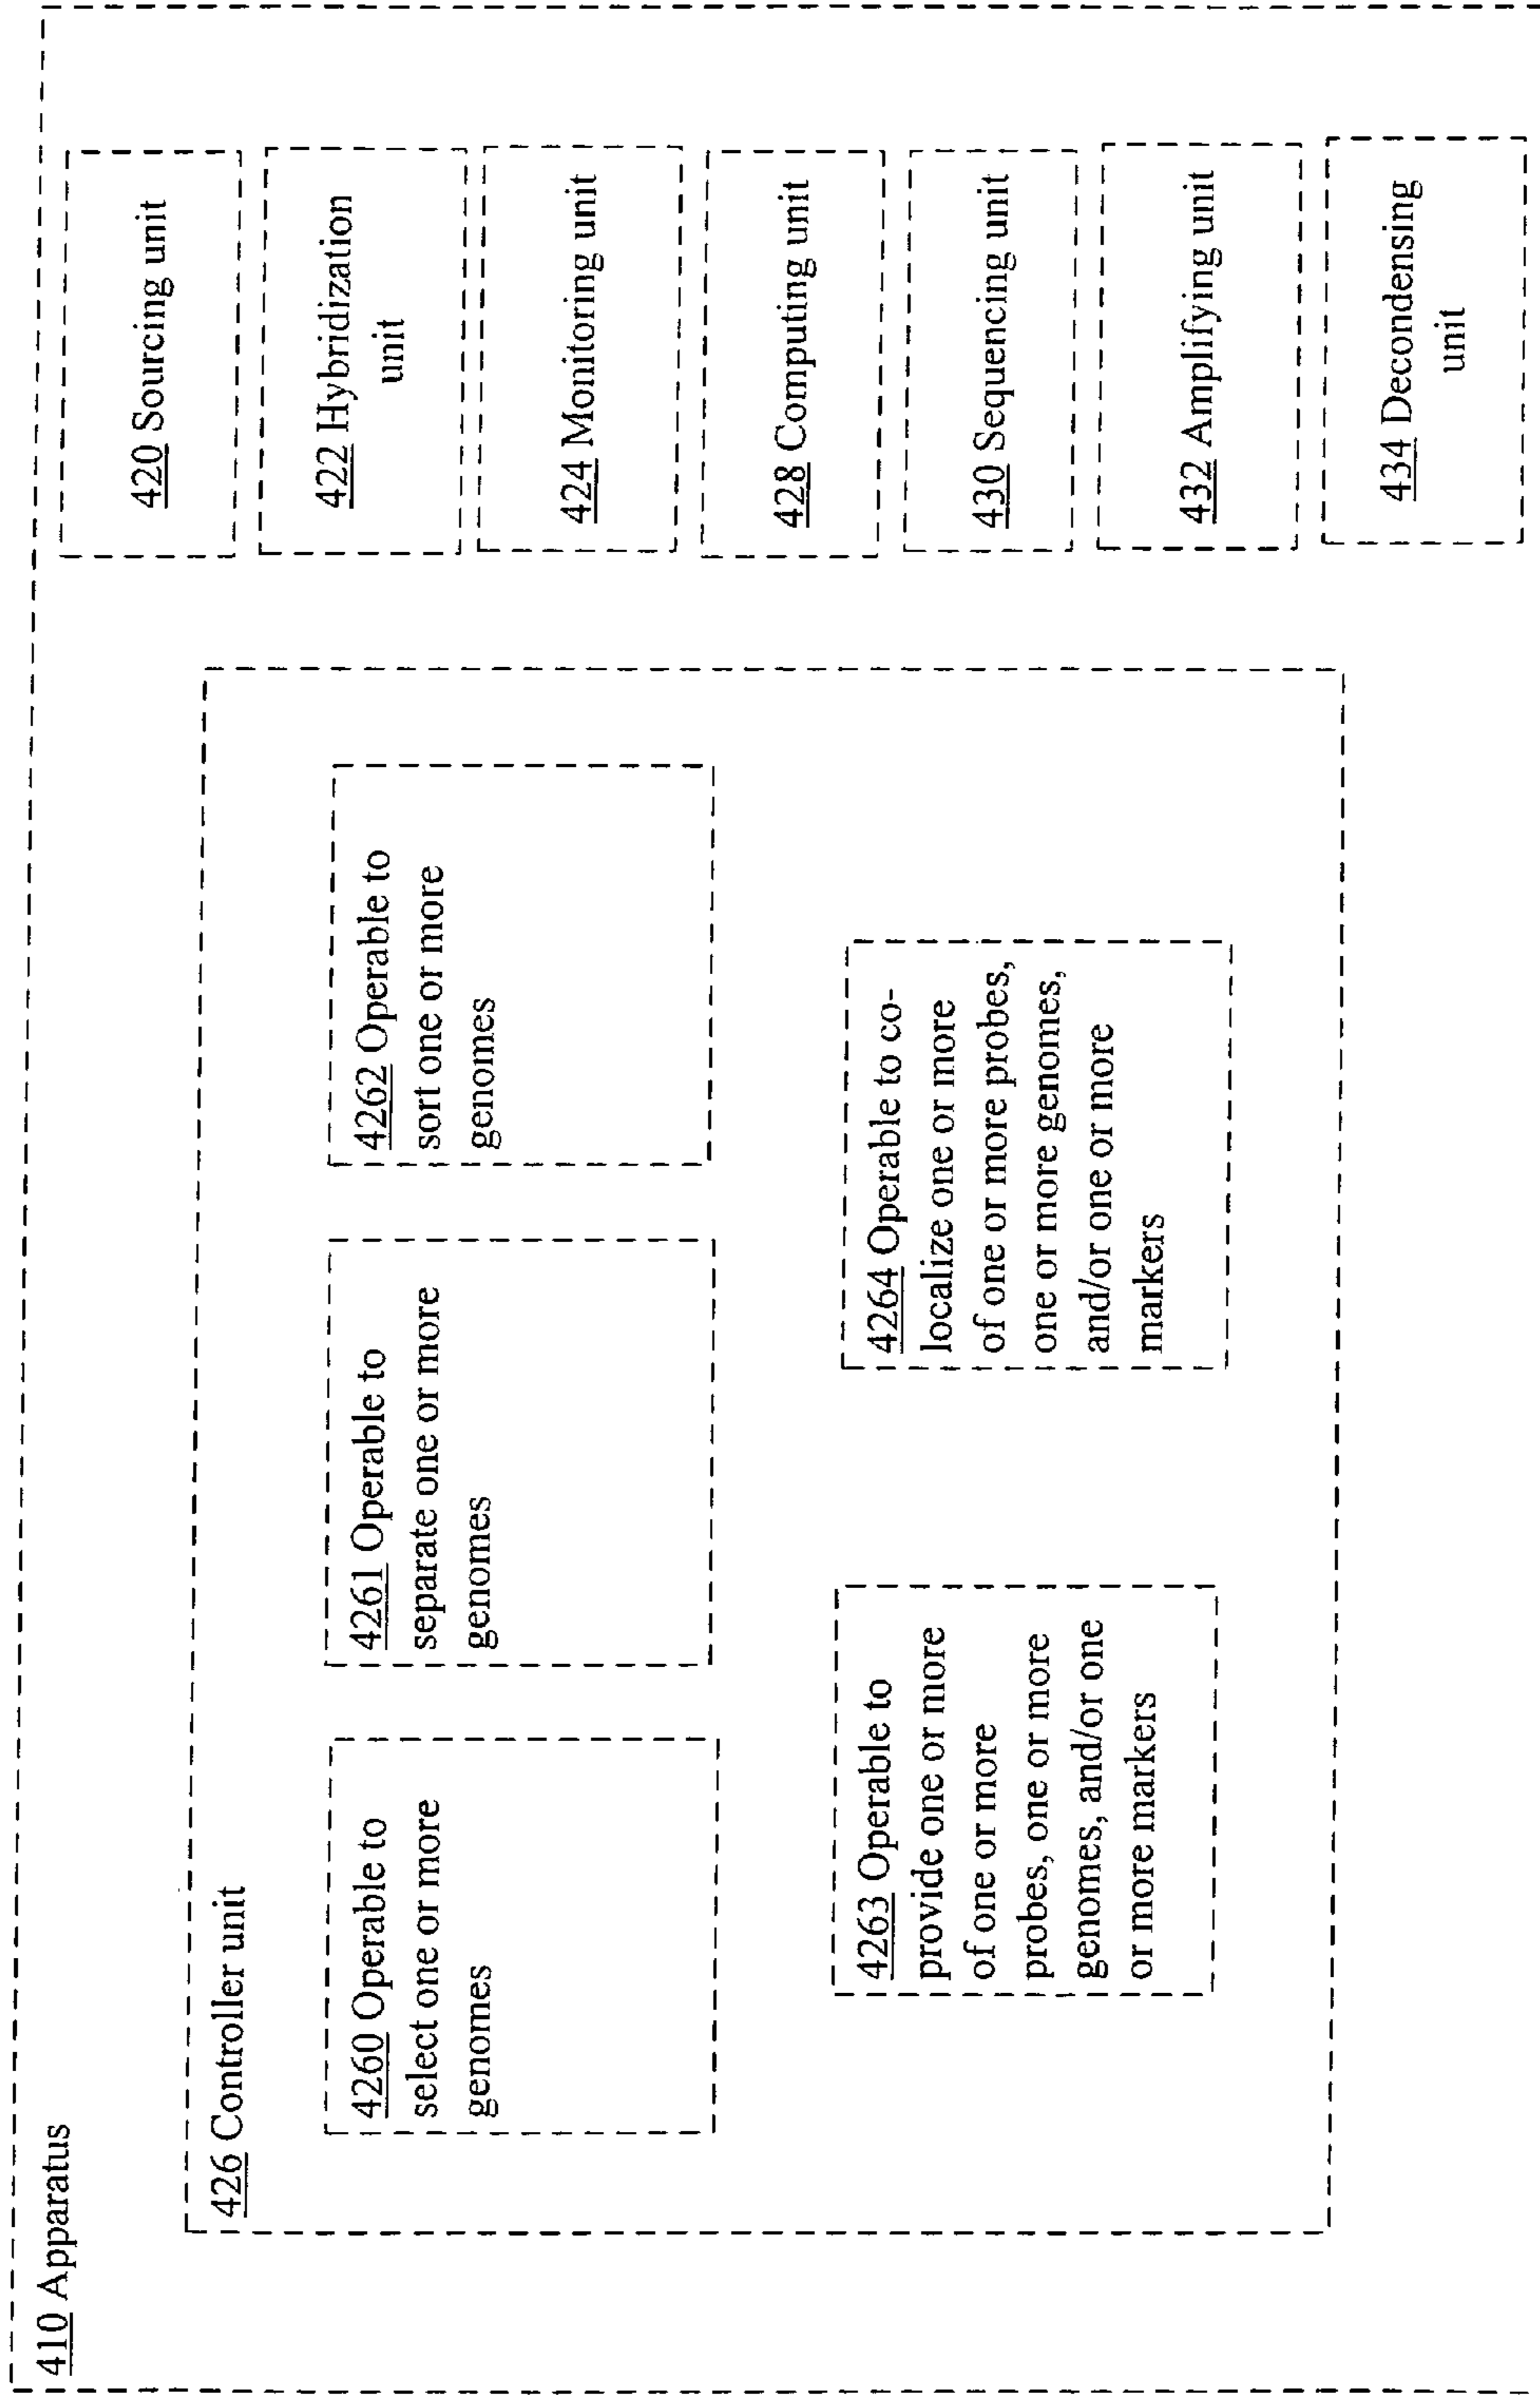 410 Apparatus
426 Controller unit
4260 Operable to
select one or more
genomes
4261 Operable to
separate one or more
genomes
4262 Operable to
sort one or more
genomes
4263 Operable to
provide one or more
of one or more
probes, one or more
genomes, and/or one
or more markers
4264 Operable to co-
localize one or more
of one or more probes,
one or more genomes,
and/or one or more
markers
420 Sourcing unit
422 Hybridization
unit
424 Monitoring unit
428 Computing unit
430 Sequencing unit
432 Amplifying unit
434 Decondensing
unit